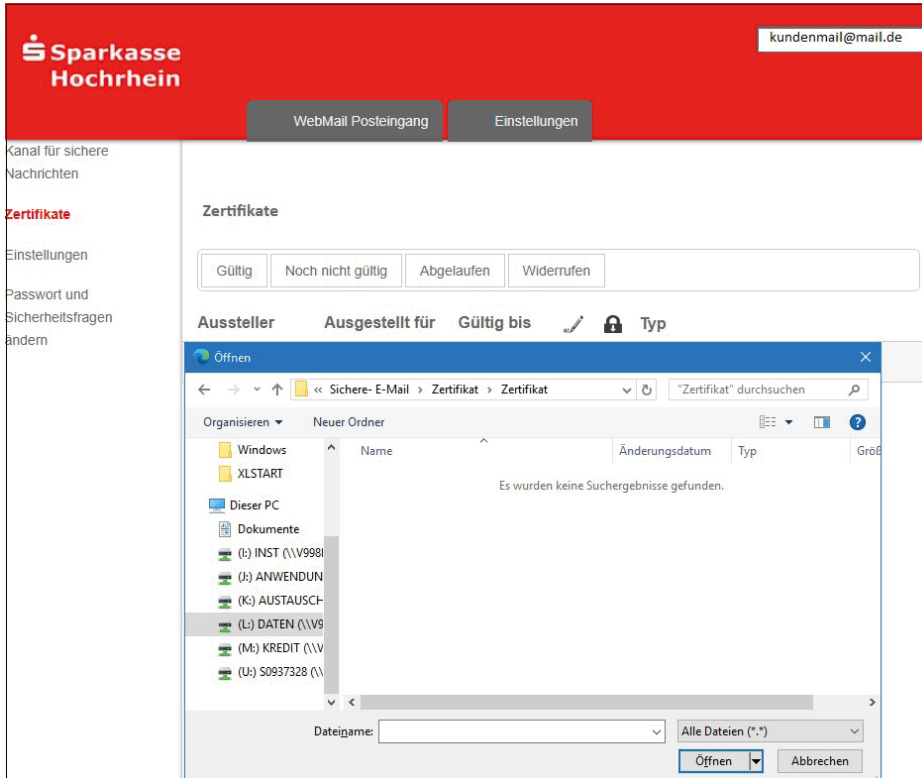 kundenmail@mail.de
Sparkasse
Hochrhein
WebMail Posteingang Einstellungen
Kanal für sichere
Nachrichten
Zertifikate
Einstellungen
Passwort und
Sicherheitsfragen
ändern
Zertifikate
Gültig Noch nicht gültig Abgelaufen Widerrufen
Aussteller Ausgestellt für Gültig bis Typ
Öffnen
« Sichere- E-Mail > Zertifikat > Zertifikat "Zertifikat" durchsuchen
Organisieren Neuer Ordner
Windows
XLSTART
Dieser PC
Dokumente
(I:) INST (\\V998
(J:) ANWENDUN
(K:) AUSTAUSCH
(L:) DATEN (\\V9
(M:) KREDIT (\\V
(U:) S0937328 (\\
Name Änderungsdatum Typ Größ
Es wurden keine Suchergebnisse gefunden.
Dateiname: Alle Dateien (*.*)
Öffnen Abbrechen